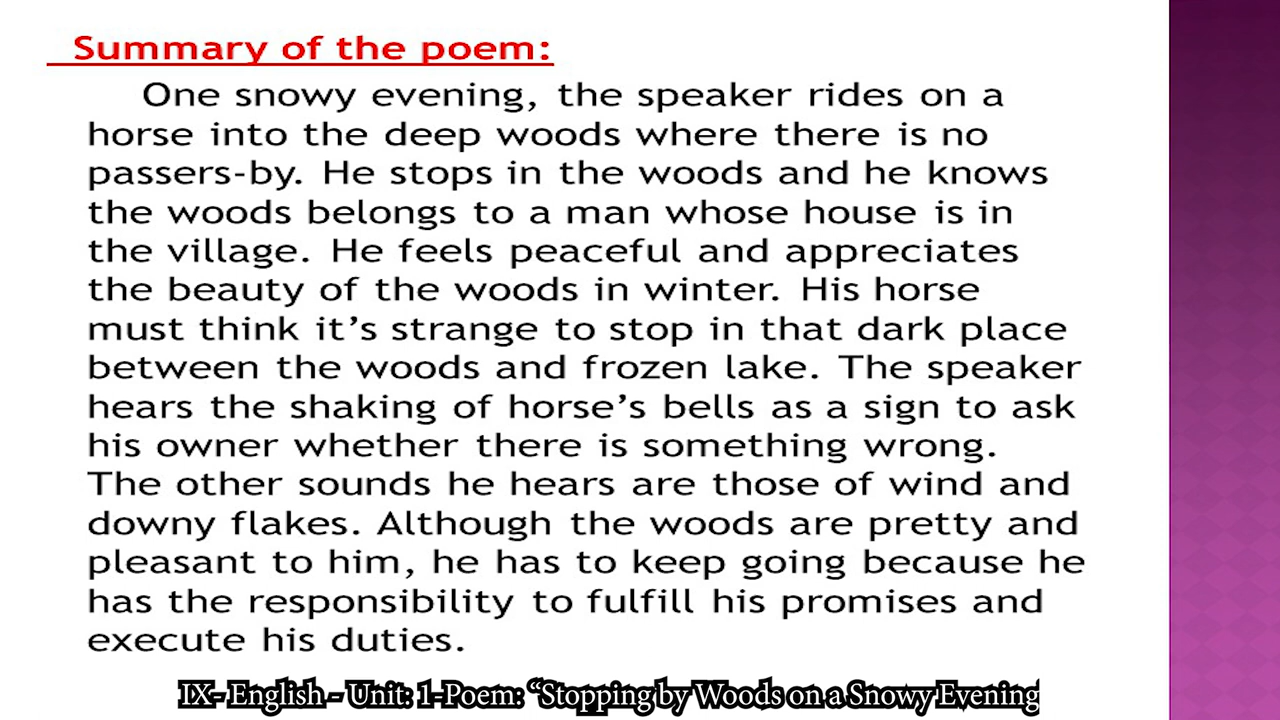 Summary of the poem:
One snowy evening, the speaker rides on a
horse into the deep woods where there is no
passers-by. He stops in the woods and he knows
the woods belongs to a man whose house is in
the village. He feels peaceful and appreciates
the beauty of the woods in winter. His horse
must think it’s strange to stop in that dark place
between the woods and frozen lake. The speaker
hears the shaking of horse’s bells as a sign to ask
his owner whether there is something wrong.
The other sounds he hears are those of wind and
downy flakes. Although the woods are pretty and
pleasant to him, he has to keep going because he
has the responsibility to fulfill his promises and
execute his duties.
IX- English - Unit: 1-Poem: “Stopping by Woods on a Snowy Evening